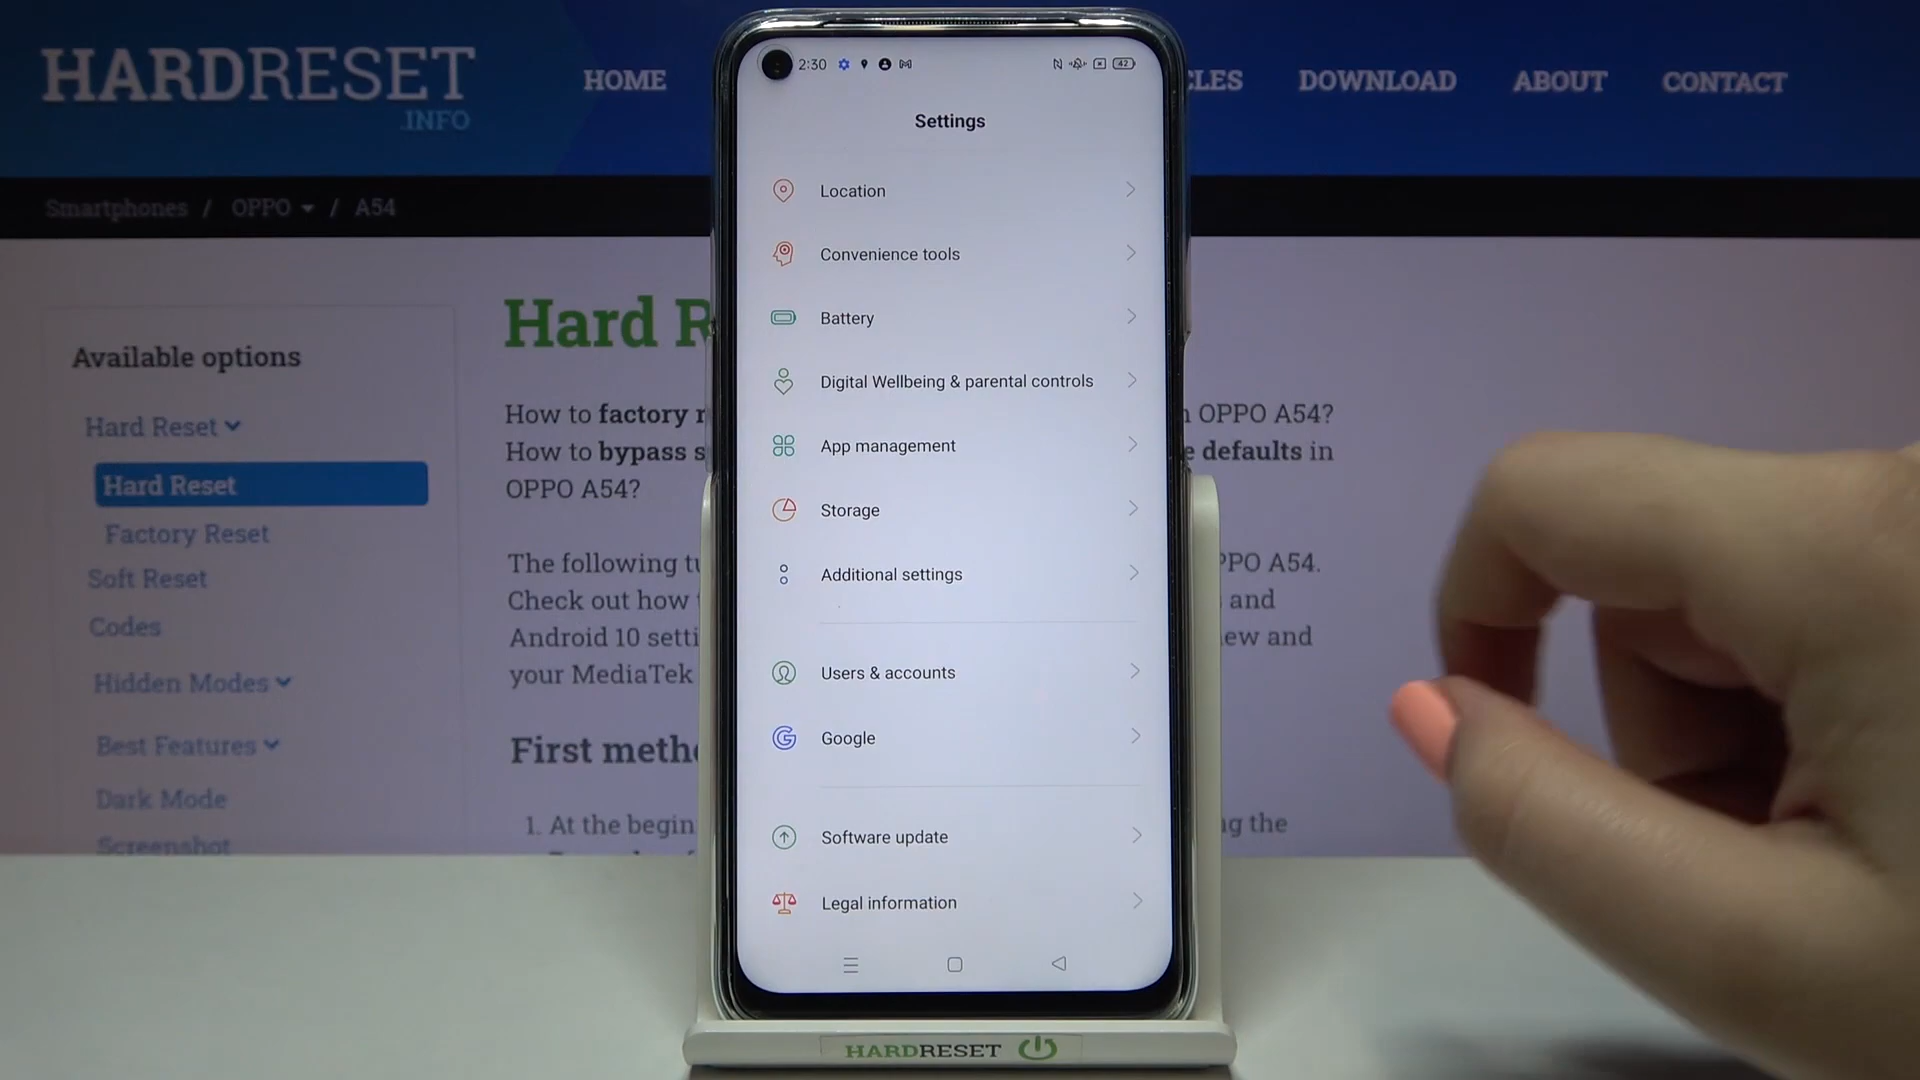 HARDRESET
.INFO
HOME
CLES
DOWNLOAD
ABOUT
CONTACT
Smartphones / OPPO / A54
Available options
Hard Reset
Hard Reset
Factory Reset
Soft Reset
Codes
Hidden Modes
Best Features
Dark Mode
Screenshot
Hard R
How to factory r
OPPO A54?
How to bypass s
e defaults in
OPPO A54?
The following tu
PPO A54.
Check out how
and
Android 10 setti
ew and
your MediaTek
First metho
1. At the begin
ng the
2:30
42
Settings
Location
Convenience tools
Battery
Digital Wellbeing & parental controls
App management
Storage
Additional settings
Users & accounts
Google
Software update
Legal information
HARDRESET